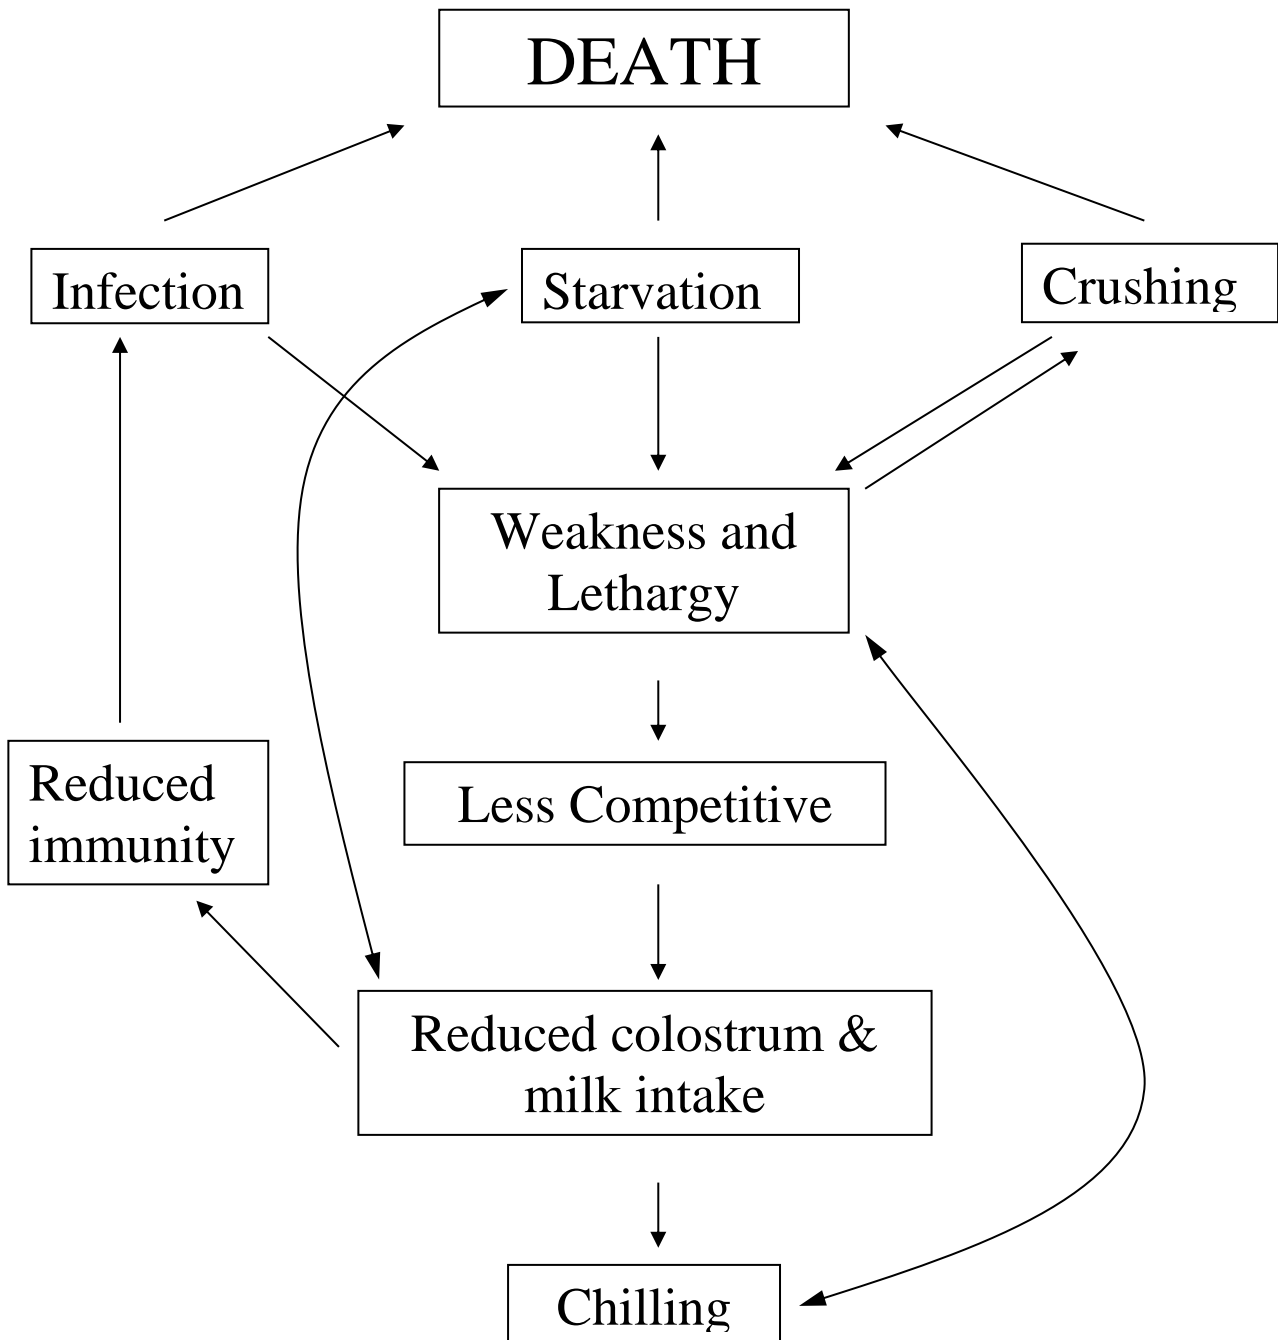 DEATH
Infection
Starvation
Crushing
Weakness and
Lethargy
Less Competitive
Reduced
immunity
Reduced colostrum &
milk intake
Chilling